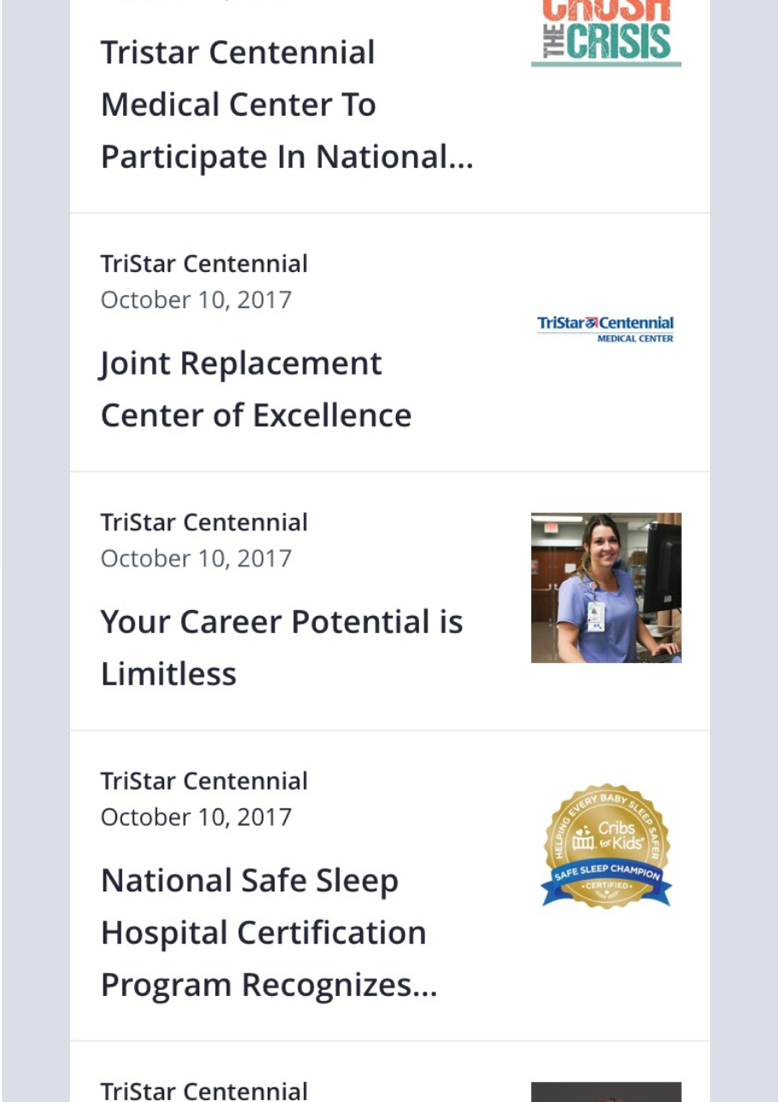 CRUSH
THE CRISIS
Tristar Centennial
Medical Center To
Participate In National...
TriStar Centennial
October 10, 2017
TriStar Centennial
MEDICAL CENTER
Joint Replacement
Center of Excellence
TriStar Centennial
October 10, 2017
Your Career Potential is
Limitless
TriStar Centennial
October 10, 2017
HELPING EVERY BABY SLEEP SAFER
Cribs
for Kids®
SAFE SLEEP CHAMPION
•CERTIFIED•
National Safe Sleep
Hospital Certification
Program Recognizes...
TriStar Centennial